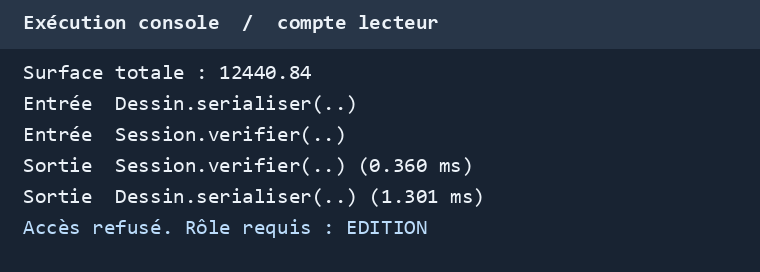 Exécution console  /  compte lecteur
Surface totale : 12440.84
Entrée  Dessin.serialiser(..)
Entrée  Session.verifier(..)
Sortie  Session.verifier(..) (0.360 ms)
Sortie  Dessin.serialiser(..) (1.301 ms)
Accès refusé. Rôle requis : EDITION